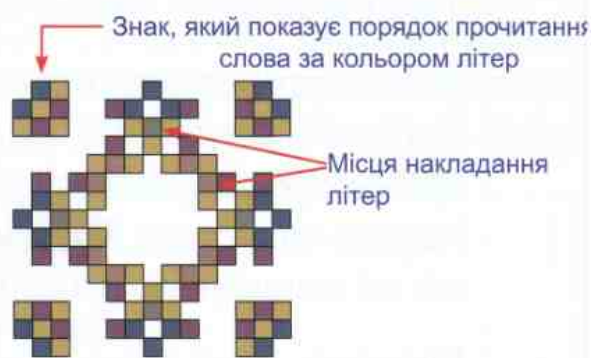 Знак, який показує порядок прочитання
слова за кольором літер
Місця накладання
літер